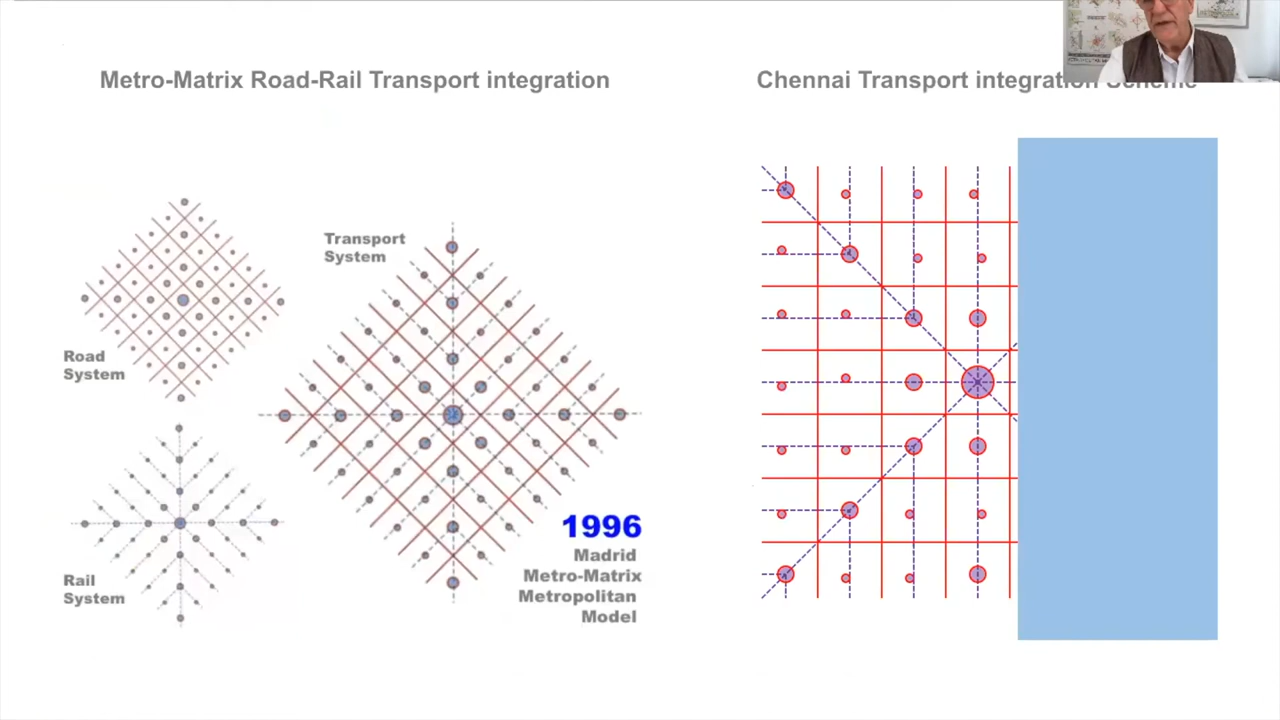 Metro-Matrix Road-Rail Transport integration
Chennai Transport integration Scheme
Transport
System
Road
System
Rail
System
1996
Madrid
Metro-Matrix
Metropolitan
Model